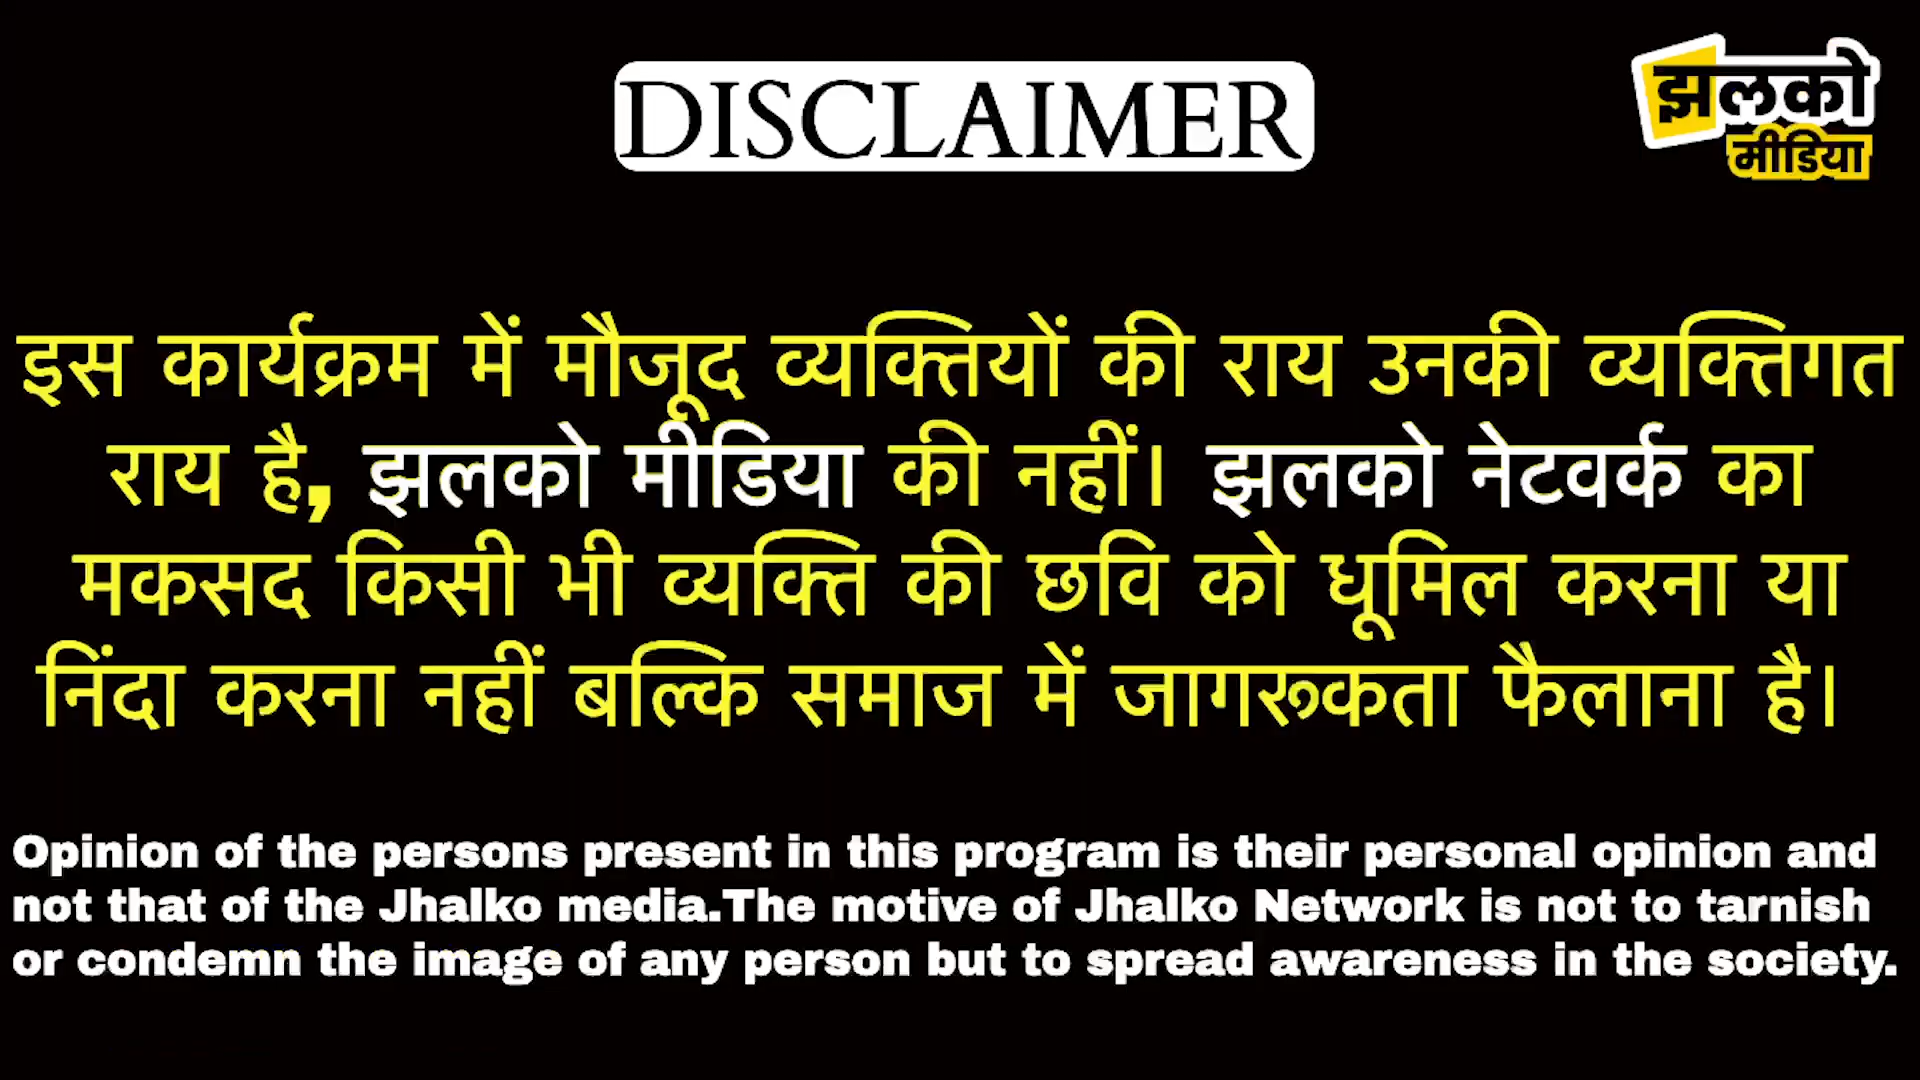 DISCLAIMER
झलको
मीडिया
इस कार्यक्रम में मौजूद व्यक्तियों की राय उनकी व्यक्तिगत
राय है, झलको मीडिया की नहीं। झलको नेटवर्क का
मकसद किसी भी व्यक्ति की छवि को धूमिल करना या
निंदा करना नहीं बल्कि समाज में जागरूकता फैलाना है।
Opinion of the persons present in this program is their personal opinion and
not that of the Jhalko media.The motive of Jhalko Network is not to tarnish
or condemn the image of any person but to spread awareness in the society.